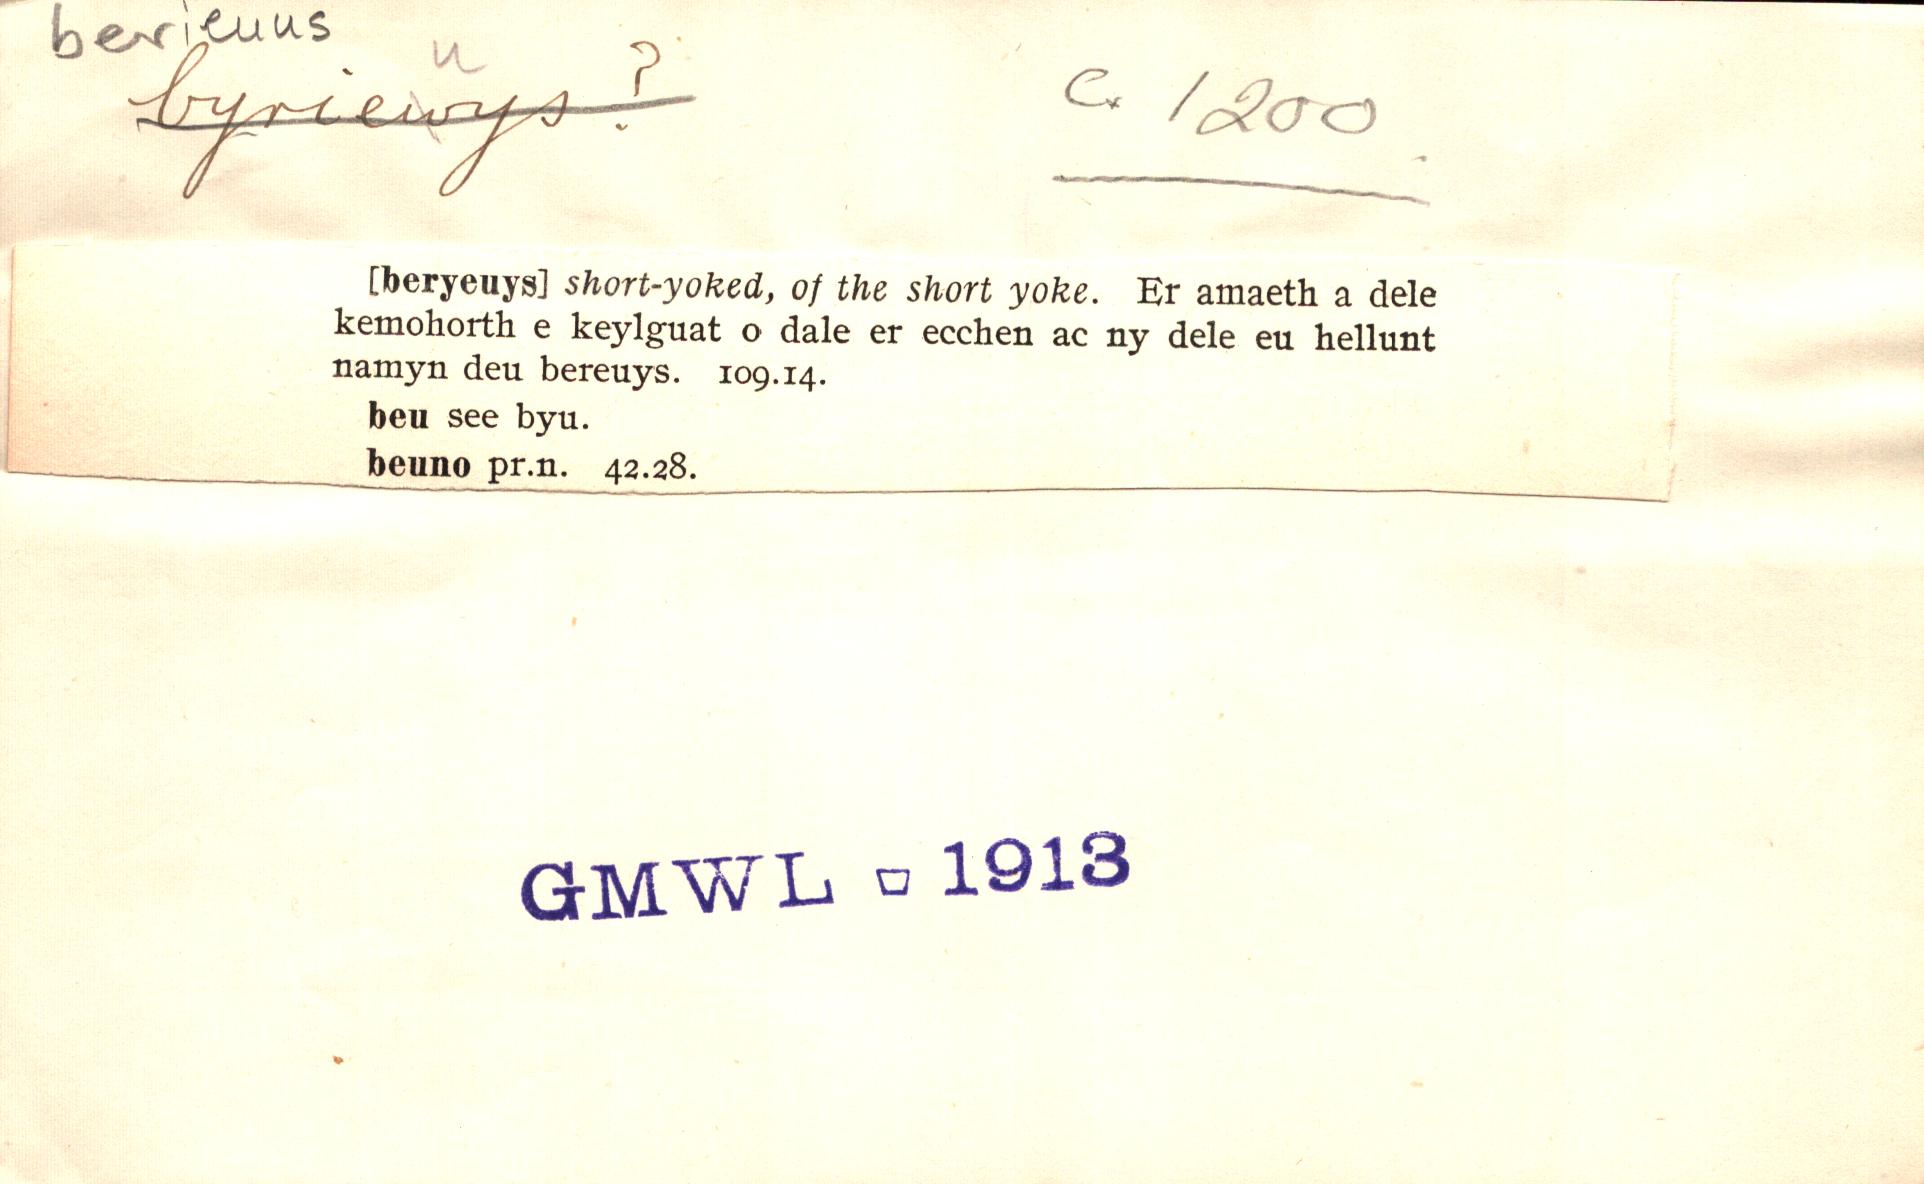 berieuus
u
byriewys?
c. 1200
[beryeuys] short-yoked, of the short yoke. Er amaeth a dele
kemohorth e keylguat o dale er ecchen ac ny dele eu hellunt
namyn deu bereuys. 109.14.
beu see byu.
beuno pr.n. 42.28.
GMWL 1913